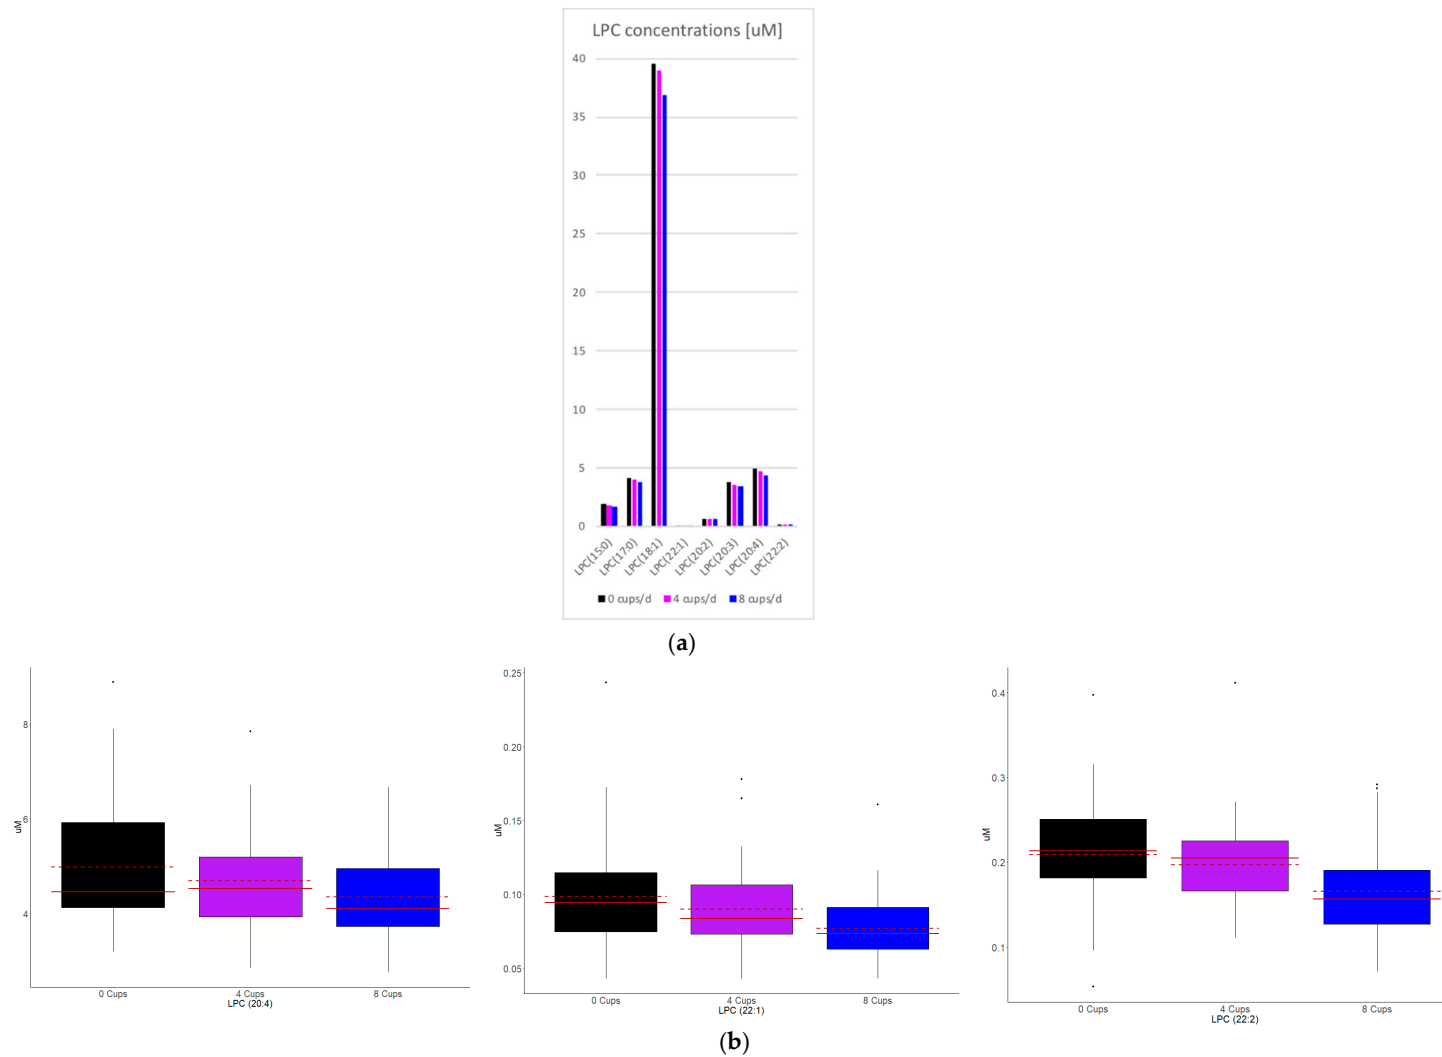 LPC concentrations [uM]
40
35
30
25
20
15
10
5
0
LPC(15:0)
LPC(17:0)
LPC(18:1)
LPC(22:1)
LPC(20:2)
LPC(20:3)
LPC(20:4)
LPC(22:2)
0 cups/d 4 cups/d 8 cups/d
(a)
8
6
4
uM
0 Cups 4 Cups 8 Cups
LPC (20:4)
0.25
0.20
0.15
0.10
0.05
uM
0 Cups 4 Cups 8 Cups
LPC (22:1)
0.4
0.3
0.2
0.1
uM
0 Cups 4 Cups 8 Cups
LPC (22:2)
(b)